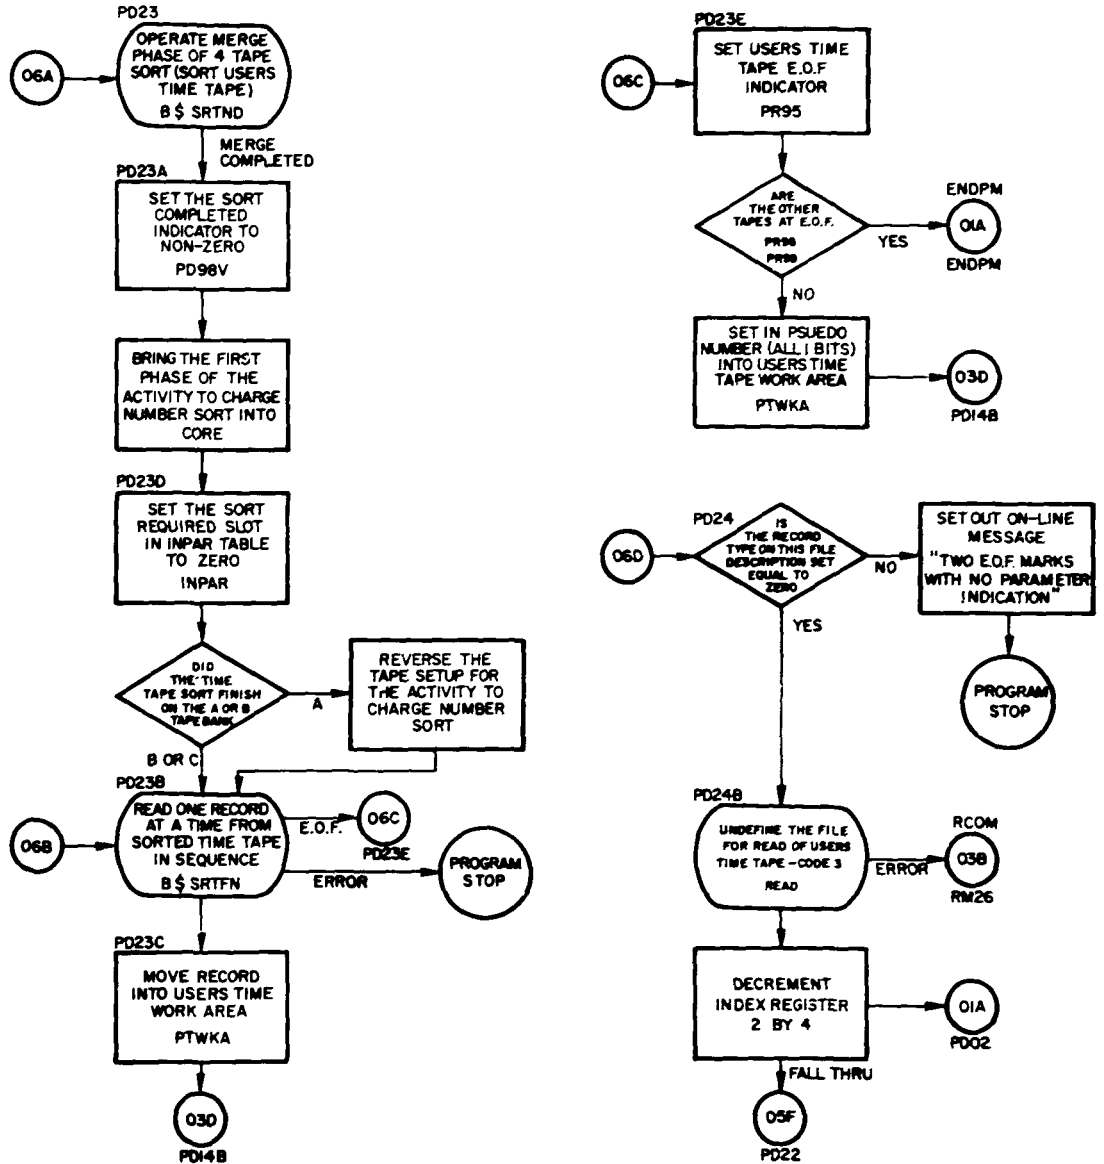 PD23
OPERATE MERGE
PHASE OF 4 TAPE
SORT (SORT USERS
TIME TAPE)
B$ SRTND
06A
MERGE
COMPLETED
PD23A
SET THE SORT
COMPLETED
INDICATOR TO
NON-ZERO
PD98V
BRING THE FIRST
PHASE OF THE
ACTIVITY TO CHARGE
NUMBER SORT INTO
CORE
PD23D
SET THE SORT
REQUIRED SLOT
IN INPAR TABLE
TO ZERO
INPAR
DID
THE TIME
TAPE SORT FINISH
ON THE A OR B
TAPE BANK
A
REVERSE THE
TAPE SETUP FOR
THE ACTIVITY TO
CHARGE NUMBER
SORT
B OR C
PD23B
READ ONE RECORD
AT A TIME FROM
SORTED TIME TAPE
IN SEQUENCE
B$ SRTFN
06B
E.O.F.
06C
PD23E
ERROR
PROGRAM
STOP
PD23C
MOVE RECORD
INTO USERS TIME
WORK AREA
PTWKA
03D
PD14B
PD23E
SET USERS TIME
TAPE E.O.F
INDICATOR
PR95
06C
ARE
THE OTHER
TAPES AT E.O.F.
PR96
PR98
YES
ENDPM
01A
ENDPM
NO
SET IN PSUEDO
NUMBER (ALL 1 BITS)
INTO USERS TIME
TAPE WORK AREA
PTWKA
03D
PD14B
PD24
06D
IS
THE RECORD
TYPE ON THIS FILE
DESCRIPTION SET
EQUAL TO
ZERO
NO
SET OUT ON-LINE
MESSAGE
"TWO E.O.F. MARKS
WITH NO PARAMETER
INDICATION"
PROGRAM
STOP
YES
PD24B
UNDEFINE THE FILE
FOR READ OF USERS
TIME TAPE-CODE 3
READ
ERROR
RCOM
03B
RM26
DECREMENT
INDEX REGISTER
2 BY 4
01A
PD02
FALL THRU
05F
PD22